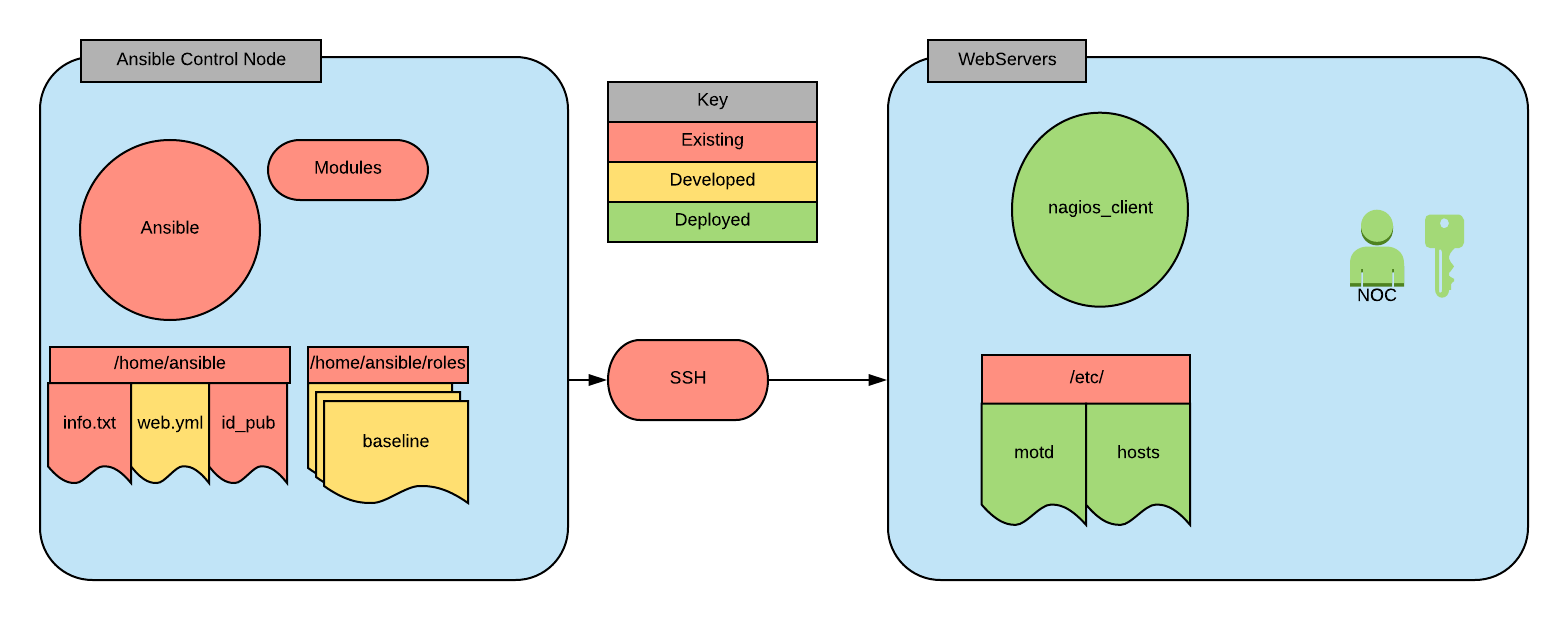 Ansible Control Node
Ansible
Modules
/home/ansible
info.txt
web.yml
id_pub
/home/ansible/roles
baseline
Key
Existing
Developed
Deployed
SSH
WebServers
nagios_client
NOC
/etc/
motd
hosts